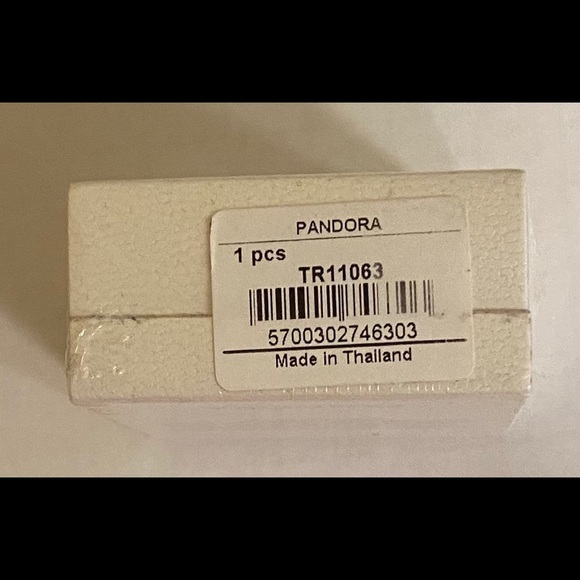 PANDORA
1 pcs
TR11063
5700302746303
Made in Thailand